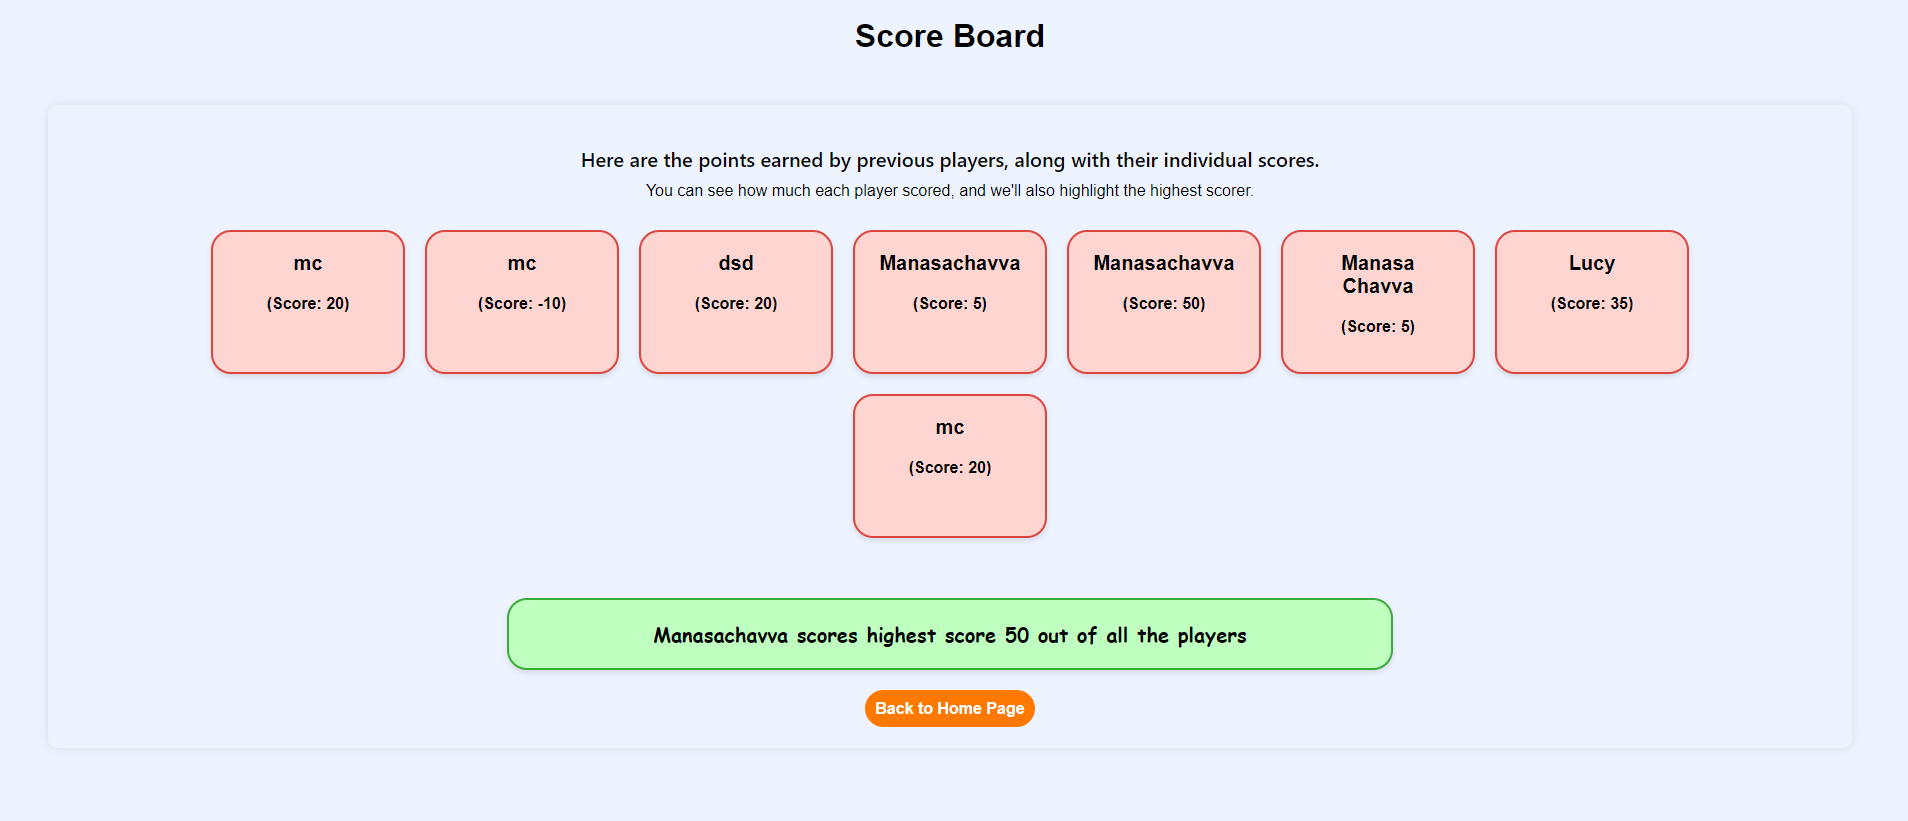 Score Board
Here are the points earned by previous players, along with their individual scores.
You can see how much each player scored, and we'll also highlight the highest scorer.
mc
(Score: 20)
mc
(Score: -10)
dsd
(Score: 20)
Manasachavva
(Score: 5)
Manasachavva
(Score: 50)
Manasa
Chavva
(Score: 5)
Lucy
(Score: 35)
mc
(Score: 20)
Manasachavva scores highest score 50 out of all the players
Back to Home Page